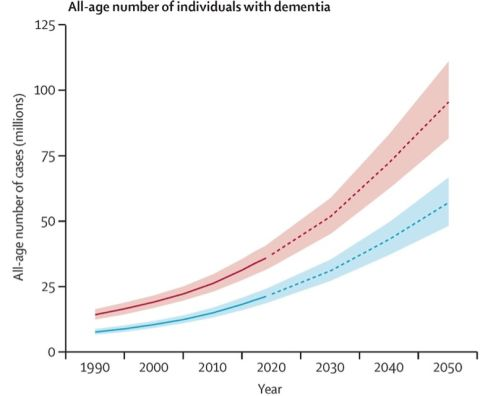 All-age number of individuals with dementia
All-age number of cases (millions)
125
100
75
50
25
0
1990 2000 2010 2020 2030 2040 2050
Year